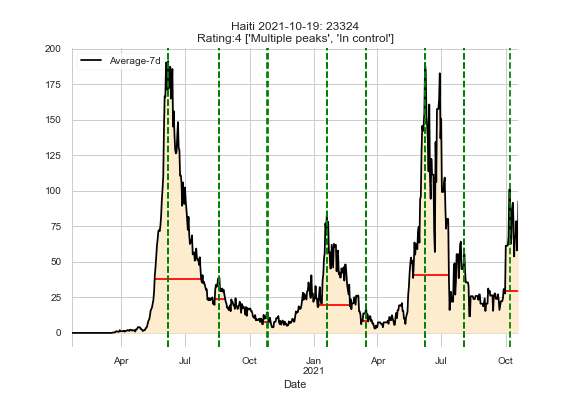 Haiti 2021-10-19: 23324
Rating:4 ['Multiple peaks', 'In control']
Average-7d
200
175
150
125
100
75
50
25
0
Apr Jul Oct Jan Apr Jul Oct
2021
Date